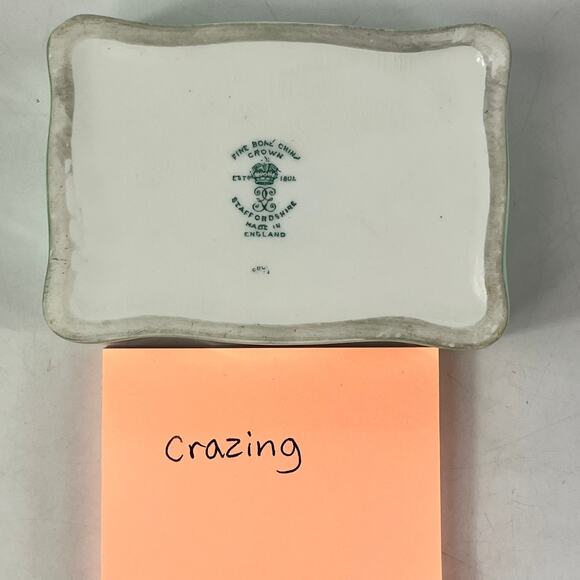 FINE BONE CHINA
CROWN
ESTD 1801
STAFFORDSHIRE
MADE IN
ENGLAND
crazing